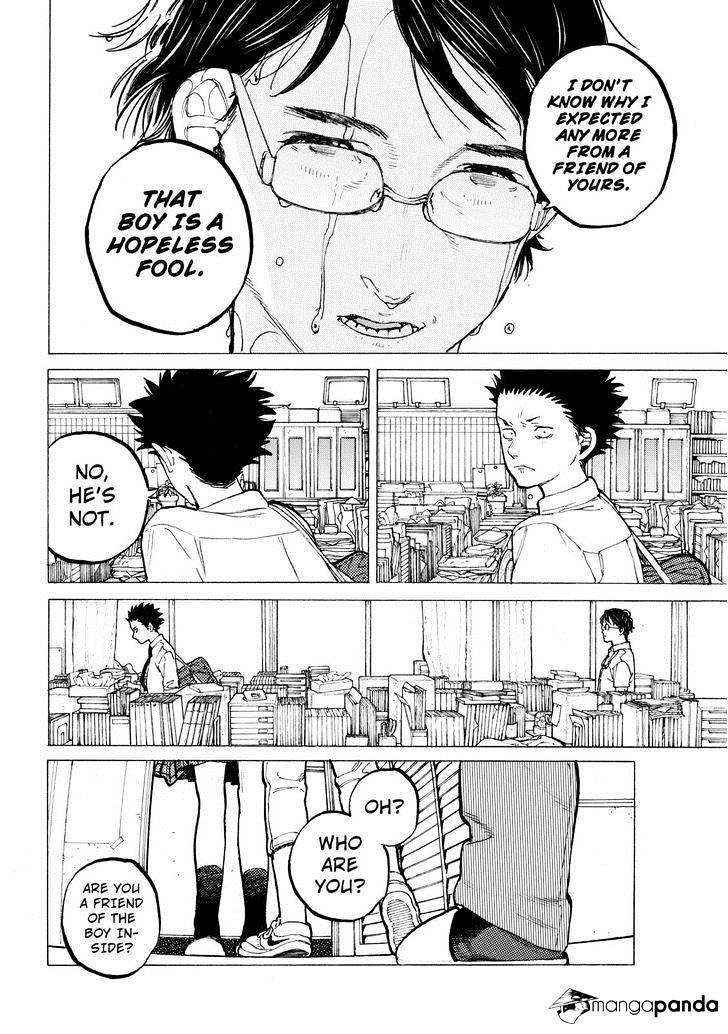 I DON'T
KNOW WHY I
EXPECTED
ANY MORE
FROM A
FRIEND OF
YOURS.
THAT
BOY IS A
HOPELESS
FOOL.
NO,
HE'S
NOT.
OH?
WHO
ARE
YOU?
ARE YOU
A FRIEND
OF THE
BOY IN-
SIDE?
mangapanda